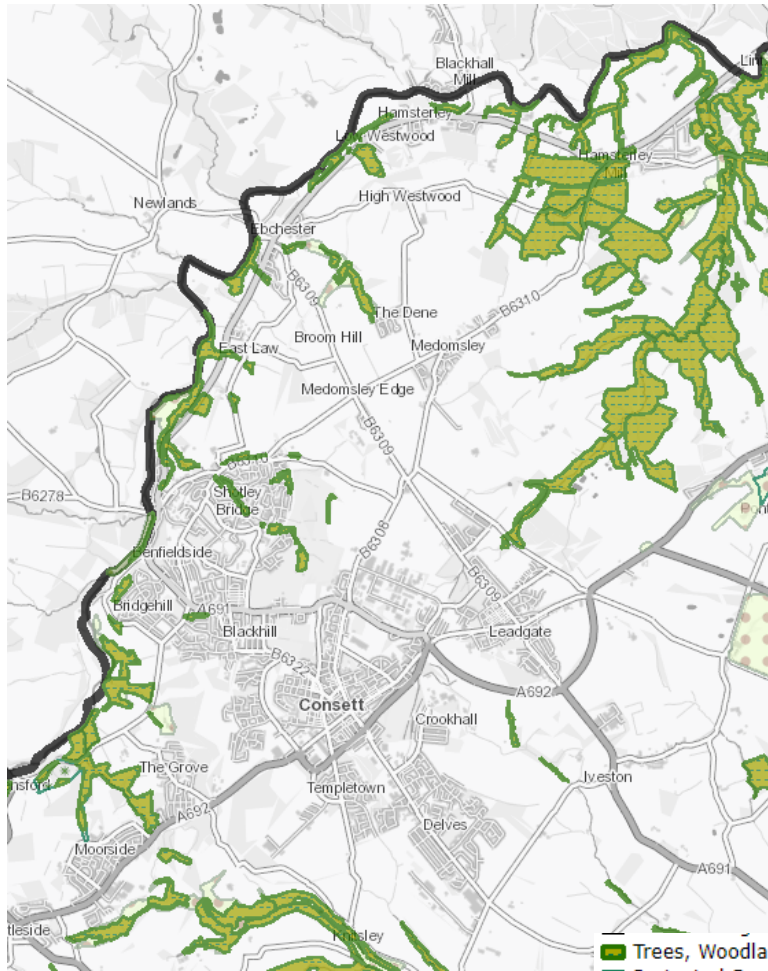 Blackhall
Mill
Hamsterley
Westwood
Hamsterley
Mill
High Westwood
Newlands
Ebchester
B6309
The Dene
B6310
Broom Hill
Medomsley
East Law
Medomsley Edge
B6309
B6278
Shotley
Bridge
B6308
Benfieldside
B6309
Bridgehill
A691
Blackhill
Leadgate
B6322
A692
Consett
Crookhall
The Grove
Iveston
Templetown
A692
Delves
Moorside
A691
Knitsley
Trees, Woodla